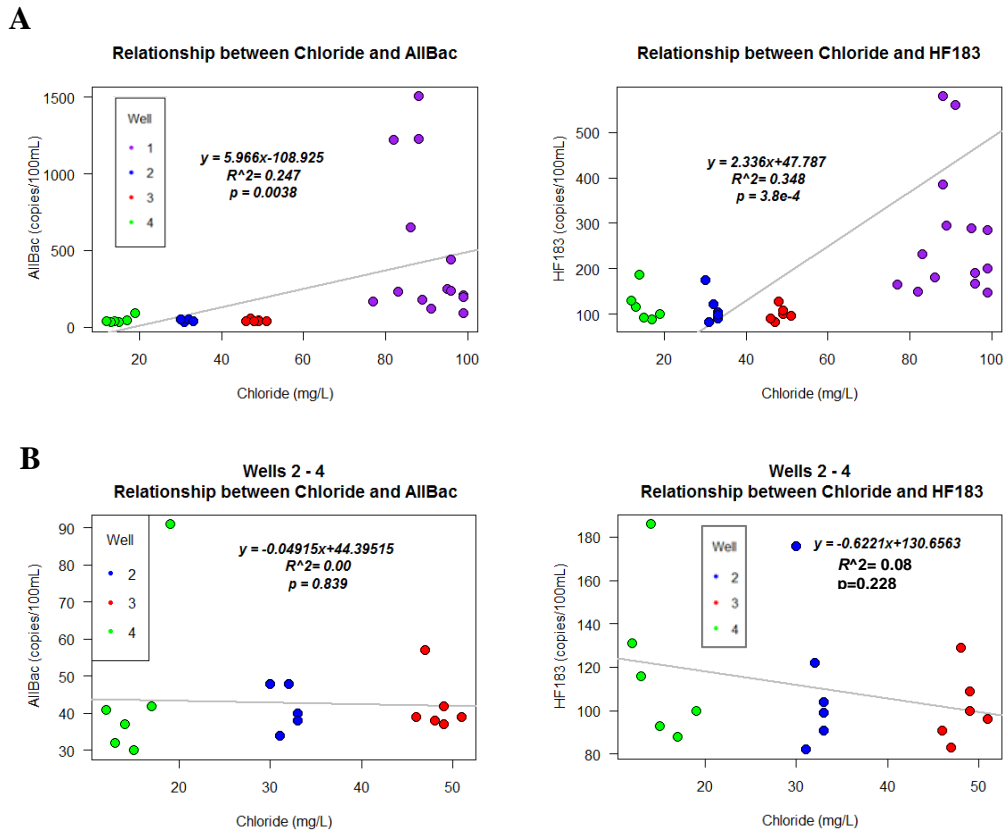 A
Relationship between Chloride and AllBac
1500
1000
500
0
AllBac (copies/100mL)
Well
1
2
3
4
y = 5.966x-108.925
R^2= 0.247
p = 0.0038
20
40
60
80
100
Chloride (mg/L)
Relationship between Chloride and HF183
500
400
300
200
100
HF183 (copies/100mL)
y = 2.336x+47.787
R^2= 0.348
p = 3.8e-4
20
40
60
80
100
Chloride (mg/L)
B
Wells 2 - 4
Relationship between Chloride and AllBac
90
80
70
60
50
40
30
AllBac (copies/100mL)
Well
2
3
4
y = -0.04915x+44.39515
R^2= 0.00
p = 0.839
20
30
40
50
Chloride (mg/L)
Wells 2 - 4
Relationship between Chloride and HF183
180
160
140
120
100
80
HF183 (copies/100mL)
Well
2
3
4
y = -0.6221x+130.6563
R^2= 0.08
p=0.228
20
30
40
50
Chloride (mg/L)